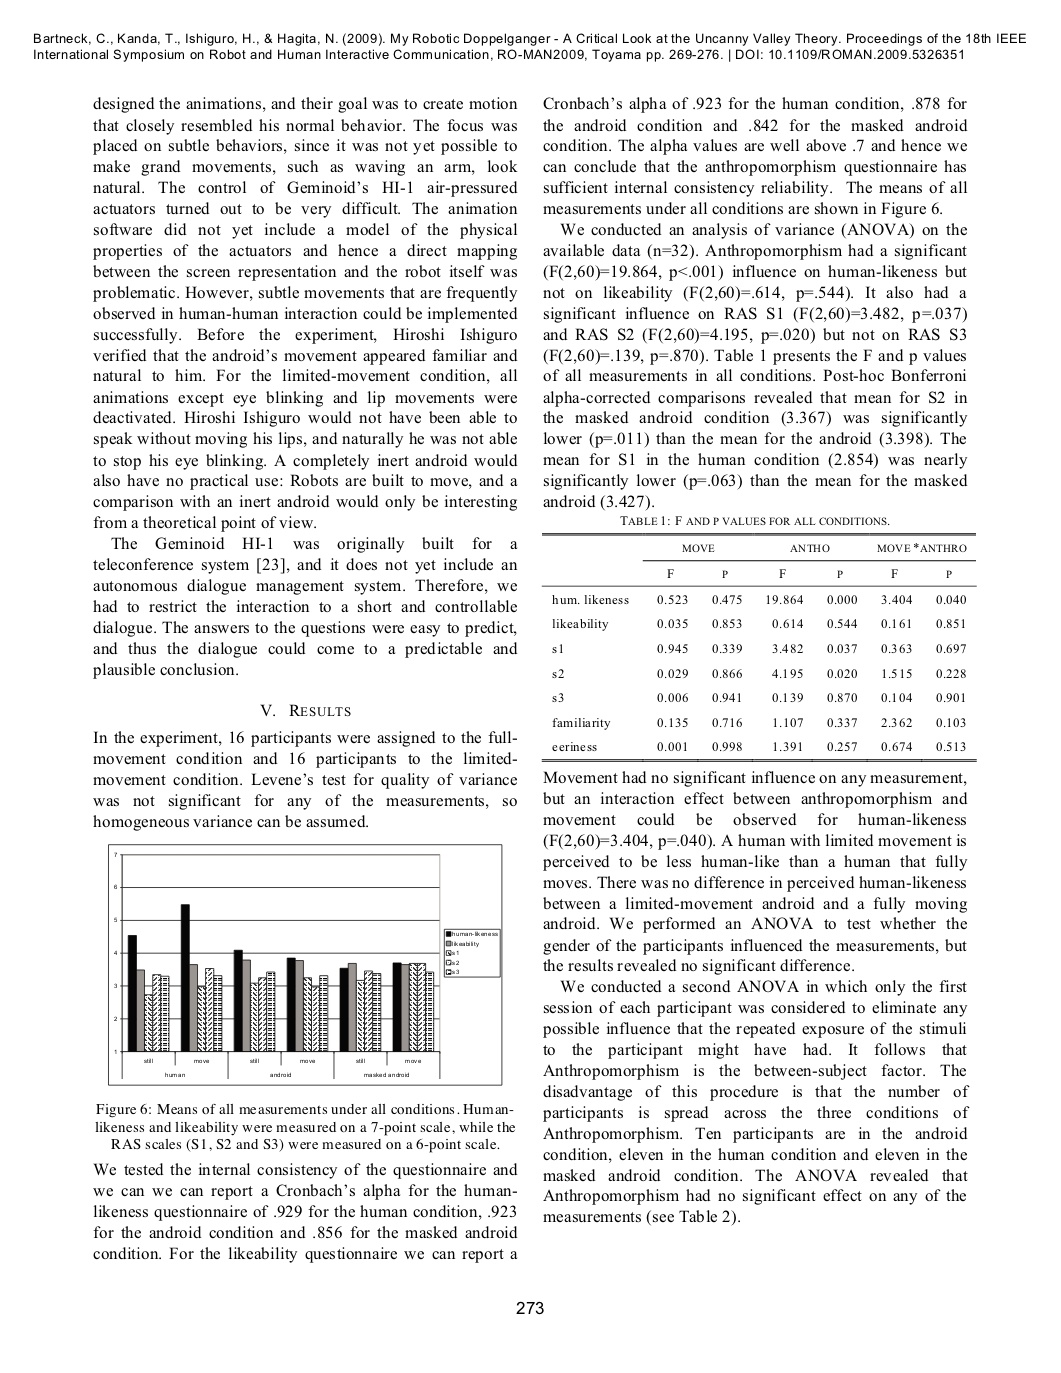 Bartneck, C., Kanda, T., Ishiguro, H., & Hagita, N. (2009). My Robotic Doppelganger - A Critical Look at the Uncanny Valley Theory. Proceedings of the 18th IEEE
International Symposium on Robot and Human Interactive Communication, RO-MAN2009, Toyama pp. 269-276. | DOI: 10.1109/ROMAN.2009.5326351
designed the animations, and their goal was to create motion
that closely resembled his normal behavior. The focus was
placed on subtle behaviors, since it was not yet possible to
make grand movements, such as waving an arm, look
natural. The control of Geminoid's HI-1 air-pressured
actuators turned out to be very difficult. The animation
software did not yet include a model of the physical
properties of the actuators and hence a direct mapping
between the screen representation and the robot itself was
problematic. However, subtle movements that are frequently
observed in human-human interaction could be implemented
successfully. Before the experiment, Hiroshi Ishiguro
verified that the android's movement appeared familiar and
natural to him. For the limited-movement condition, all
animations except eye blinking and lip movements were
deactivated. Hiroshi Ishiguro would not have been able to
speak without moving his lips, and naturally he was not able
to stop his eye blinking. A completely inert android would
also have no practical use: Robots are built to move, and a
comparison with an inert android would only be interesting
from a theoretical point of view.
The Geminoid HI-1 was originally built for a
teleconference system [23], and it does not yet include an
autonomous dialogue management system. Therefore, we
had to restrict the interaction to a short and controllable
dialogue. The answers to the questions were easy to predict,
and thus the dialogue could come to a predictable and
plausible conclusion.
V. RESULTS
In the experiment, 16 participants were assigned to the full-
movement condition and 16 participants to the limited-
movement condition. Levene's test for quality of variance
was not significant for any of the measurements, so
homogeneous variance can be assumed.
7
6
5
4
3
2
1
still move still move still move
human android masked android
human-likeness
likeability
s1
s2
s3
Figure 6: Means of all measurements under all conditions. Human-
likeness and likeability were measured on a 7-point scale, while the
RAS scales (S1, S2 and S3) were measured on a 6-point scale.
We tested the internal consistency of the questionnaire and
we can we can report a Cronbach's alpha for the human-
likeness questionnaire of .929 for the human condition, .923
for the android condition and .856 for the masked android
condition. For the likeability questionnaire we can report a
Cronbach's alpha of .923 for the human condition, .878 for
the android condition and .842 for the masked android
condition. The alpha values are well above .7 and hence we
can conclude that the anthropomorphism questionnaire has
sufficient internal consistency reliability. The means of all
measurements under all conditions are shown in Figure 6.
We conducted an analysis of variance (ANOVA) on the
available data (n=32). Anthropomorphism had a significant
(F(2,60)=19.864, p<.001) influence on human-likeness but
not on likeability (F(2,60)=.614, p=.544). It also had a
significant influence on RAS S1 (F(2,60)=3.482, p=.037)
and RAS S2 (F(2,60)=4.195, p=.020) but not on RAS S3
(F(2,60)=.139, p=.870). Table 1 presents the F and p values
of all measurements in all conditions. Post-hoc Bonferroni
alpha-corrected comparisons revealed that mean for S2 in
the masked android condition (3.367) was significantly
lower (p=.011) than the mean for the android (3.398). The
mean for S1 in the human condition (2.854) was nearly
significantly lower (p=.063) than the mean for the masked
android (3.427).
TABLE 1: F AND P VALUES FOR ALL CONDITIONS.
MOVE ANTHO MOVE *ANTHRO
F P F P F P
hum. likeness 0.523 0.475 19.864 0.000 3.404 0.040
likeability 0.035 0.853 0.614 0.544 0.161 0.851
s1 0.945 0.339 3.482 0.037 0.363 0.697
s2 0.029 0.866 4.195 0.020 1.515 0.228
s3 0.006 0.941 0.139 0.870 0.104 0.901
familiarity 0.135 0.716 1.107 0.337 2.362 0.103
eeriness 0.001 0.998 1.391 0.257 0.674 0.513
Movement had no significant influence on any measurement,
but an interaction effect between anthropomorphism and
movement could be observed for human-likeness
(F(2,60)=3.404, p=.040). A human with limited movement is
perceived to be less human-like than a human that fully
moves. There was no difference in perceived human-likeness
between a limited-movement android and a fully moving
android. We performed an ANOVA to test whether the
gender of the participants influenced the measurements, but
the results revealed no significant difference.
We conducted a second ANOVA in which only the first
session of each participant was considered to eliminate any
possible influence that the repeated exposure of the stimuli
to the participant might have had. It follows that
Anthropomorphism is the between-subject factor. The
disadvantage of this procedure is that the number of
participants is spread across the three conditions of
Anthropomorphism. Ten participants are in the android
condition, eleven in the human condition and eleven in the
masked android condition. The ANOVA revealed that
Anthropomorphism had no significant effect on any of the
measurements (see Table 2).
273